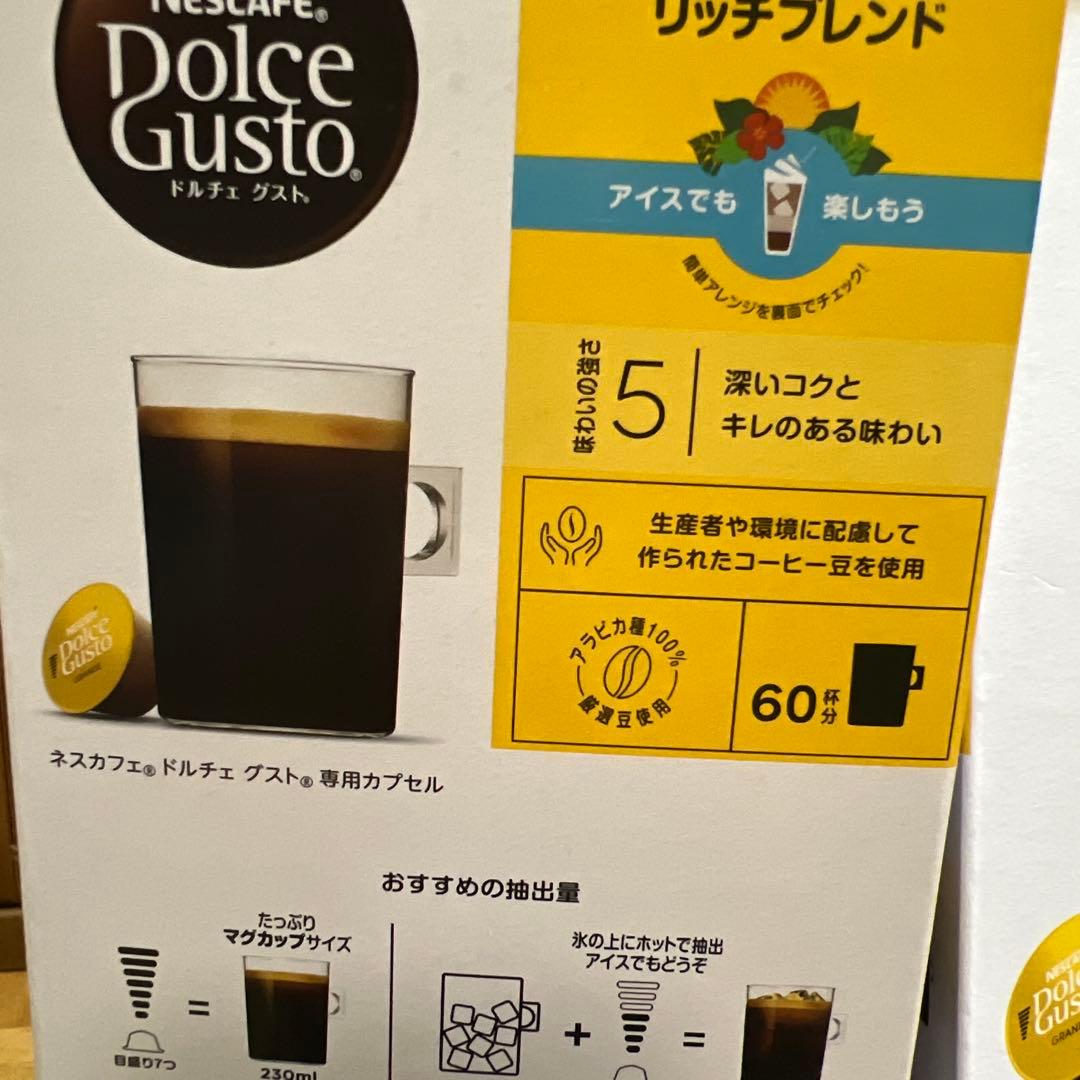 NESCAFÉ®
Dolce
Gusto®
ドルチェ グスト®
リッチブレンド
アイスでも 楽しもう
簡単アレンジを裏面でチェック!
味わいの強さ
5
深いコクと
キレのある味わい
生産者や環境に配慮して
作られたコーヒー豆を使用
アラビカ種100%
厳選豆使用
60杯分
NESCAFÉ
Dolce
Gusto
GRANDE
ネスカフェ® ドルチェ グスト® 専用カプセル
おすすめの抽出量
たっぷり
マグカップサイズ
=
目盛り7つ
230ml
氷の上にホットで抽出
アイスでもどうぞ
+
=